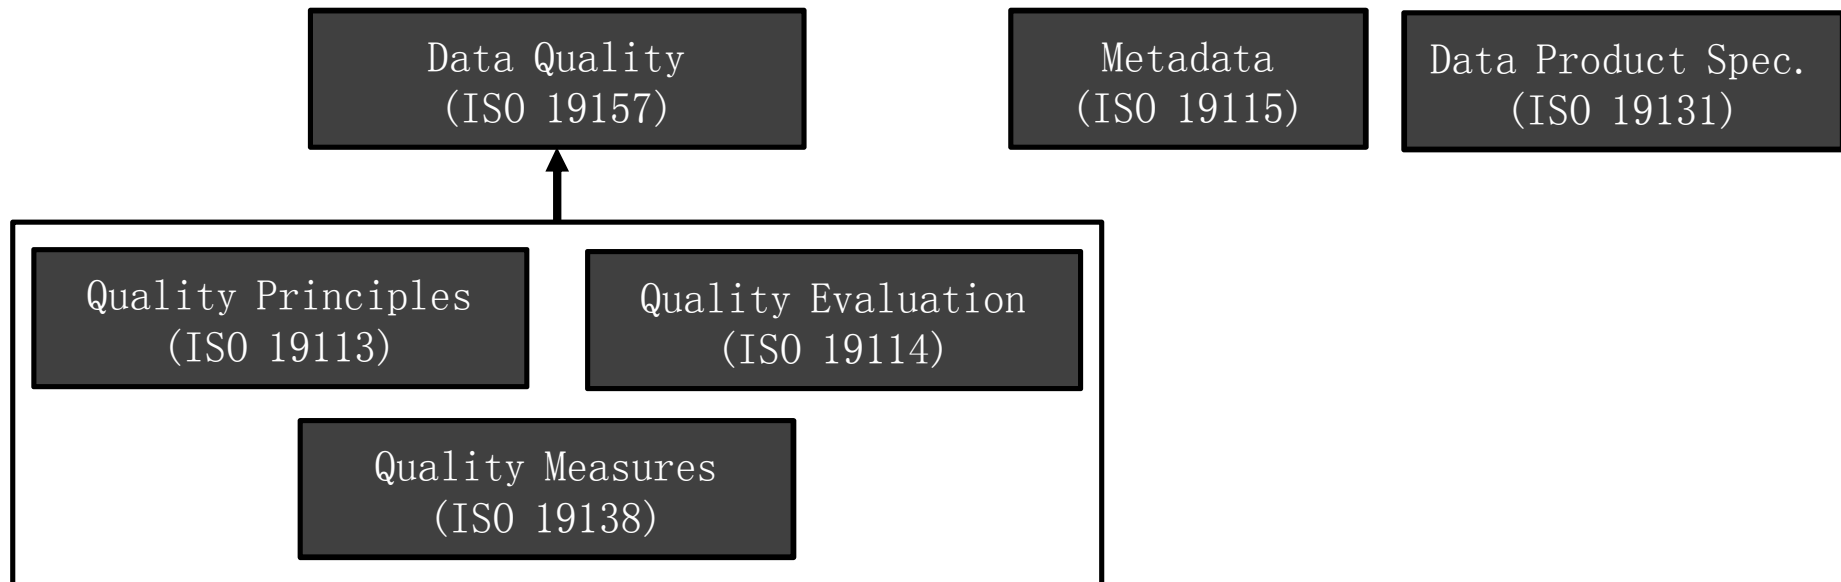 Data Quality
(ISO 19157)
Metadata
(ISO 19115)
Data Product Spec.
(ISO 19131)
Quality Principles
(ISO 19113)
Quality Evaluation
(ISO 19114)
Quality Measures
(ISO 19138)